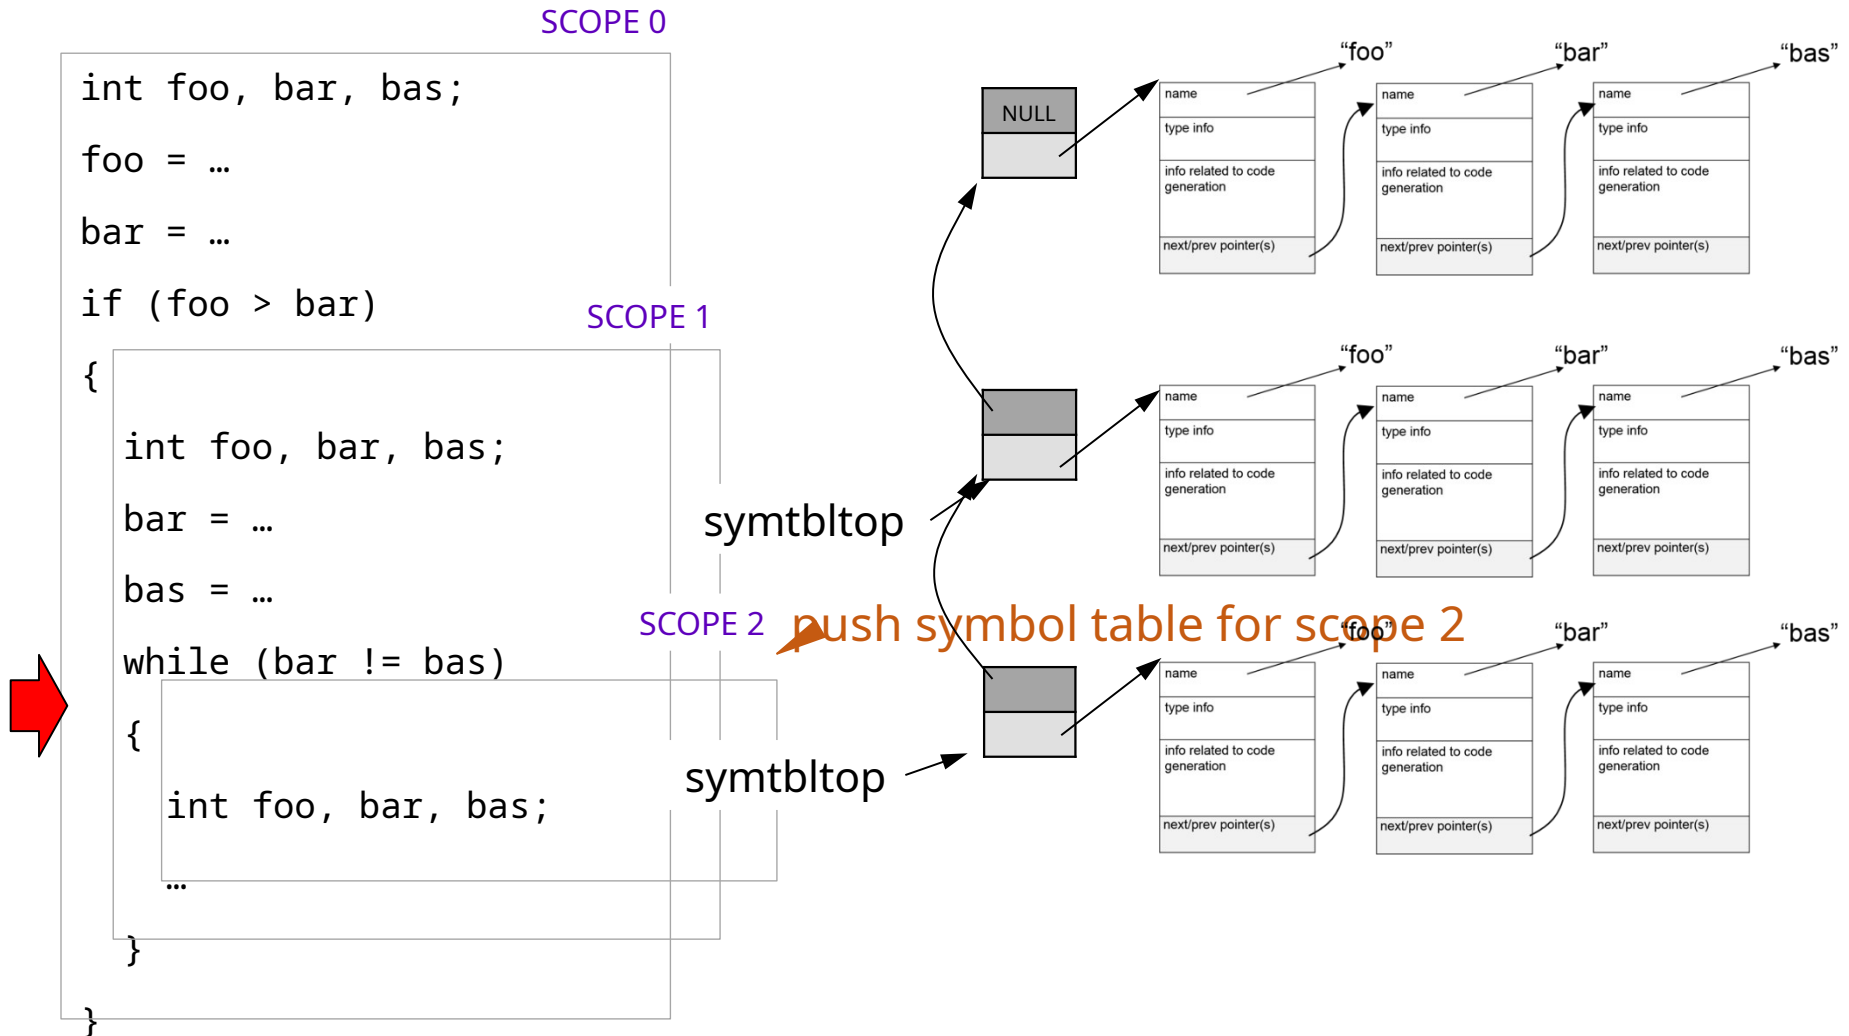 SCOPE 0
int foo, bar, bas;
foo = …
bar = …
if (foo > bar)
SCOPE 1
{
int foo, bar, bas;
bar = …
bas = …
SCOPE 2
while (bar != bas)
{
int foo, bar, bas;
…
}
}
NULL
“foo”
“bar”
“bas”
name
type info
info related to code
generation
next/prev pointer(s)
name
type info
info related to code
generation
next/prev pointer(s)
name
type info
info related to code
generation
next/prev pointer(s)
symtbltop
“foo”
“bar”
“bas”
name
type info
info related to code
generation
next/prev pointer(s)
name
type info
info related to code
generation
next/prev pointer(s)
name
type info
info related to code
generation
next/prev pointer(s)
push symbol table for scope 2
symtbltop
“foo”
“bar”
“bas”
name
type info
info related to code
generation
next/prev pointer(s)
name
type info
info related to code
generation
next/prev pointer(s)
name
type info
info related to code
generation
next/prev pointer(s)